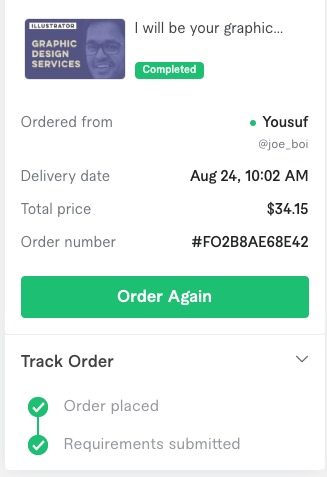 ILLUSTRATOR
GRAPHIC
DESIGN
SERVICES
I will be your graphic...
Completed
Ordered from
Yousuf
@joe_boi
Delivery date Aug 24, 10:02 AM
Total price $34.15
Order number #FO2B8AE68E42
Order Again
Track Order
Order placed
Requirements submitted